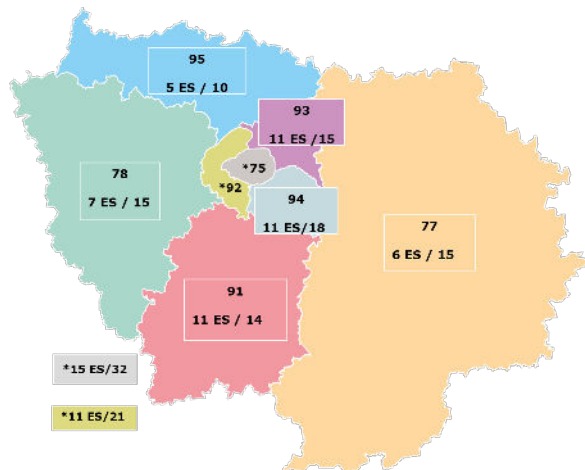 95
5 ES / 10
93
11 ES /15
*75
78
7 ES / 15
*92
94
11 ES/18
77
6 ES / 15
91
11 ES / 14
*15 ES/32
*11 ES/21